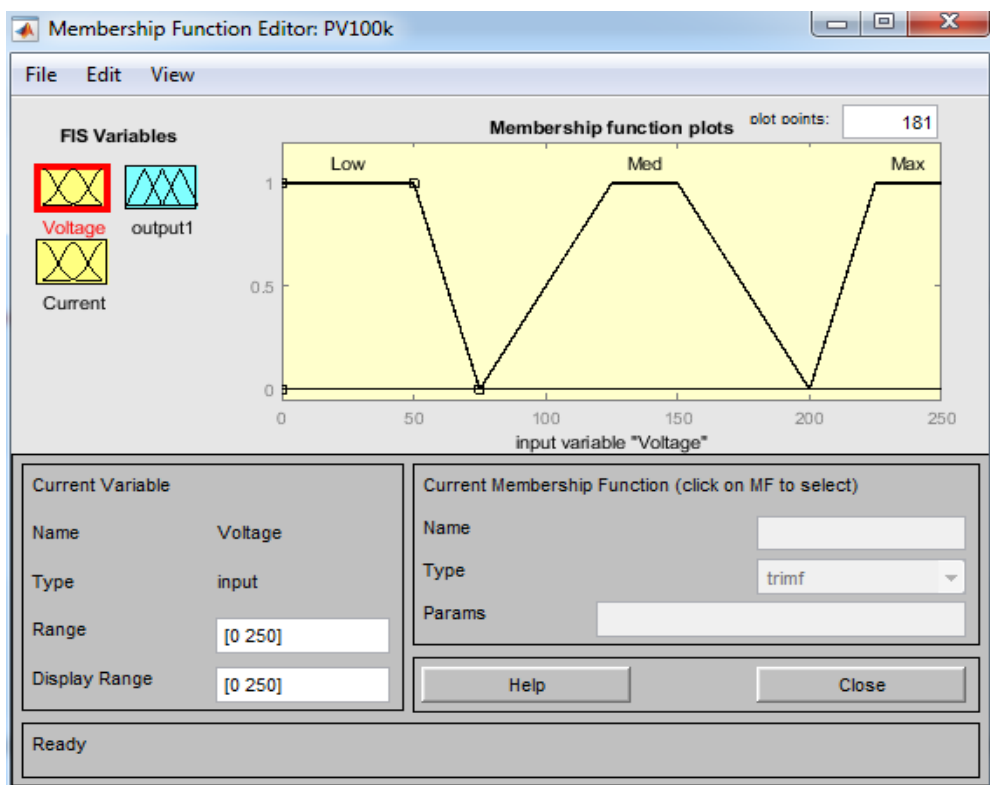 Membership Function Editor: PV100k
File Edit View
FIS Variables
Voltage output1
Current
Membership function plots plot points: 181
Low Med Max
1
0.5
0
0 50 100 150 200 250
input variable "Voltage"
Current Variable
Name Voltage
Type input
Range [0 250]
Display Range [0 250]
Current Membership Function (click on MF to select)
Name
Type trimf
Params
Help Close
Ready